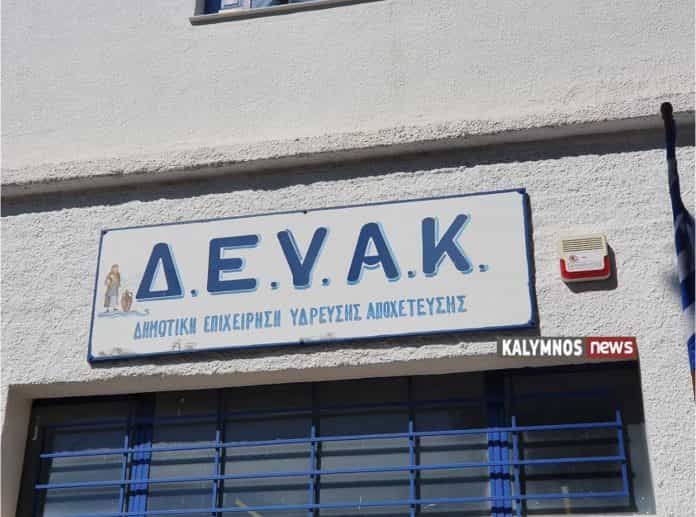 Δ.Ε.Υ.Α.Κ.
ΔΗΜΟΤΙΚΗ ΕΠΙΧΕΙΡΗΣΗ ΥΔΡΕΥΣΗΣ ΑΠΟΧΕΤΕΥΣΗΣ
KALYMNOS news